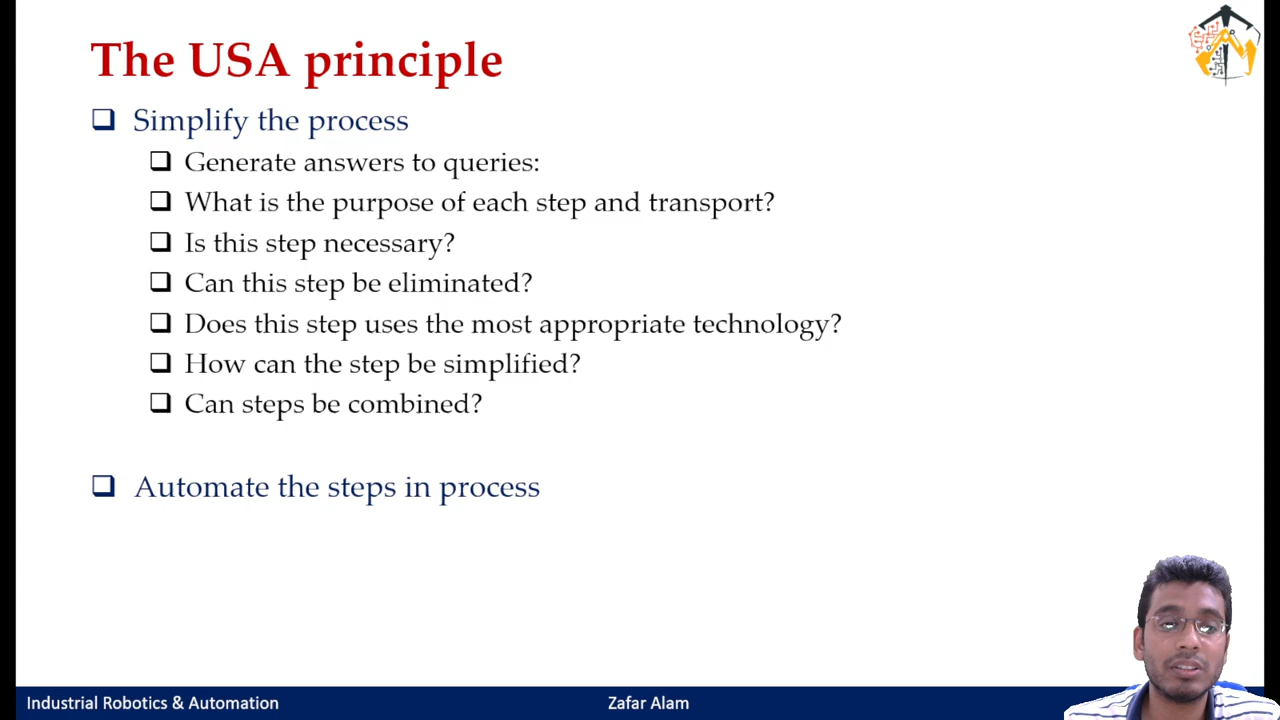 The USA principle
Simplify the process
Generate answers to queries:
What is the purpose of each step and transport?
Is this step necessary?
Can this step be eliminated?
Does this step uses the most appropriate technology?
How can the step be simplified?
Can steps be combined?
Automate the steps in process
Industrial Robotics & Automation
Zafar Alam